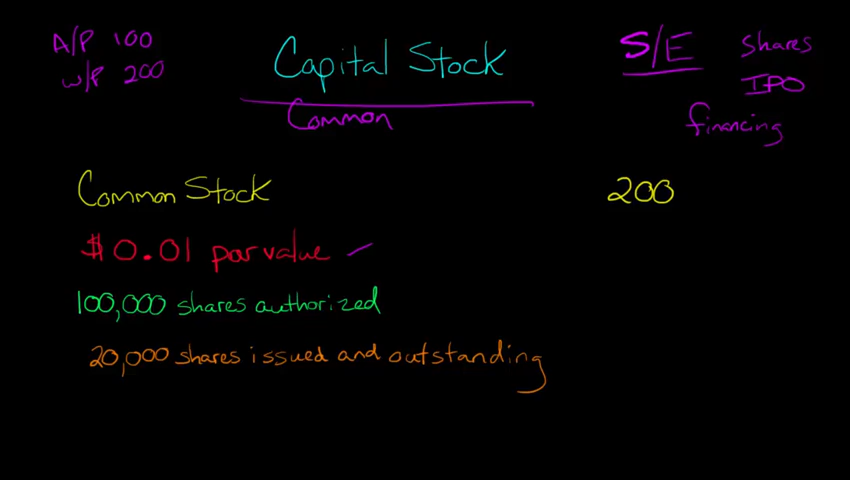 A/P 100
w/P 200
Capital Stock
Common
S/E
shares
IPO
financing
Common Stock 200
$0.01 par value
100,000 shares authorized
20,000 shares issued and outstanding